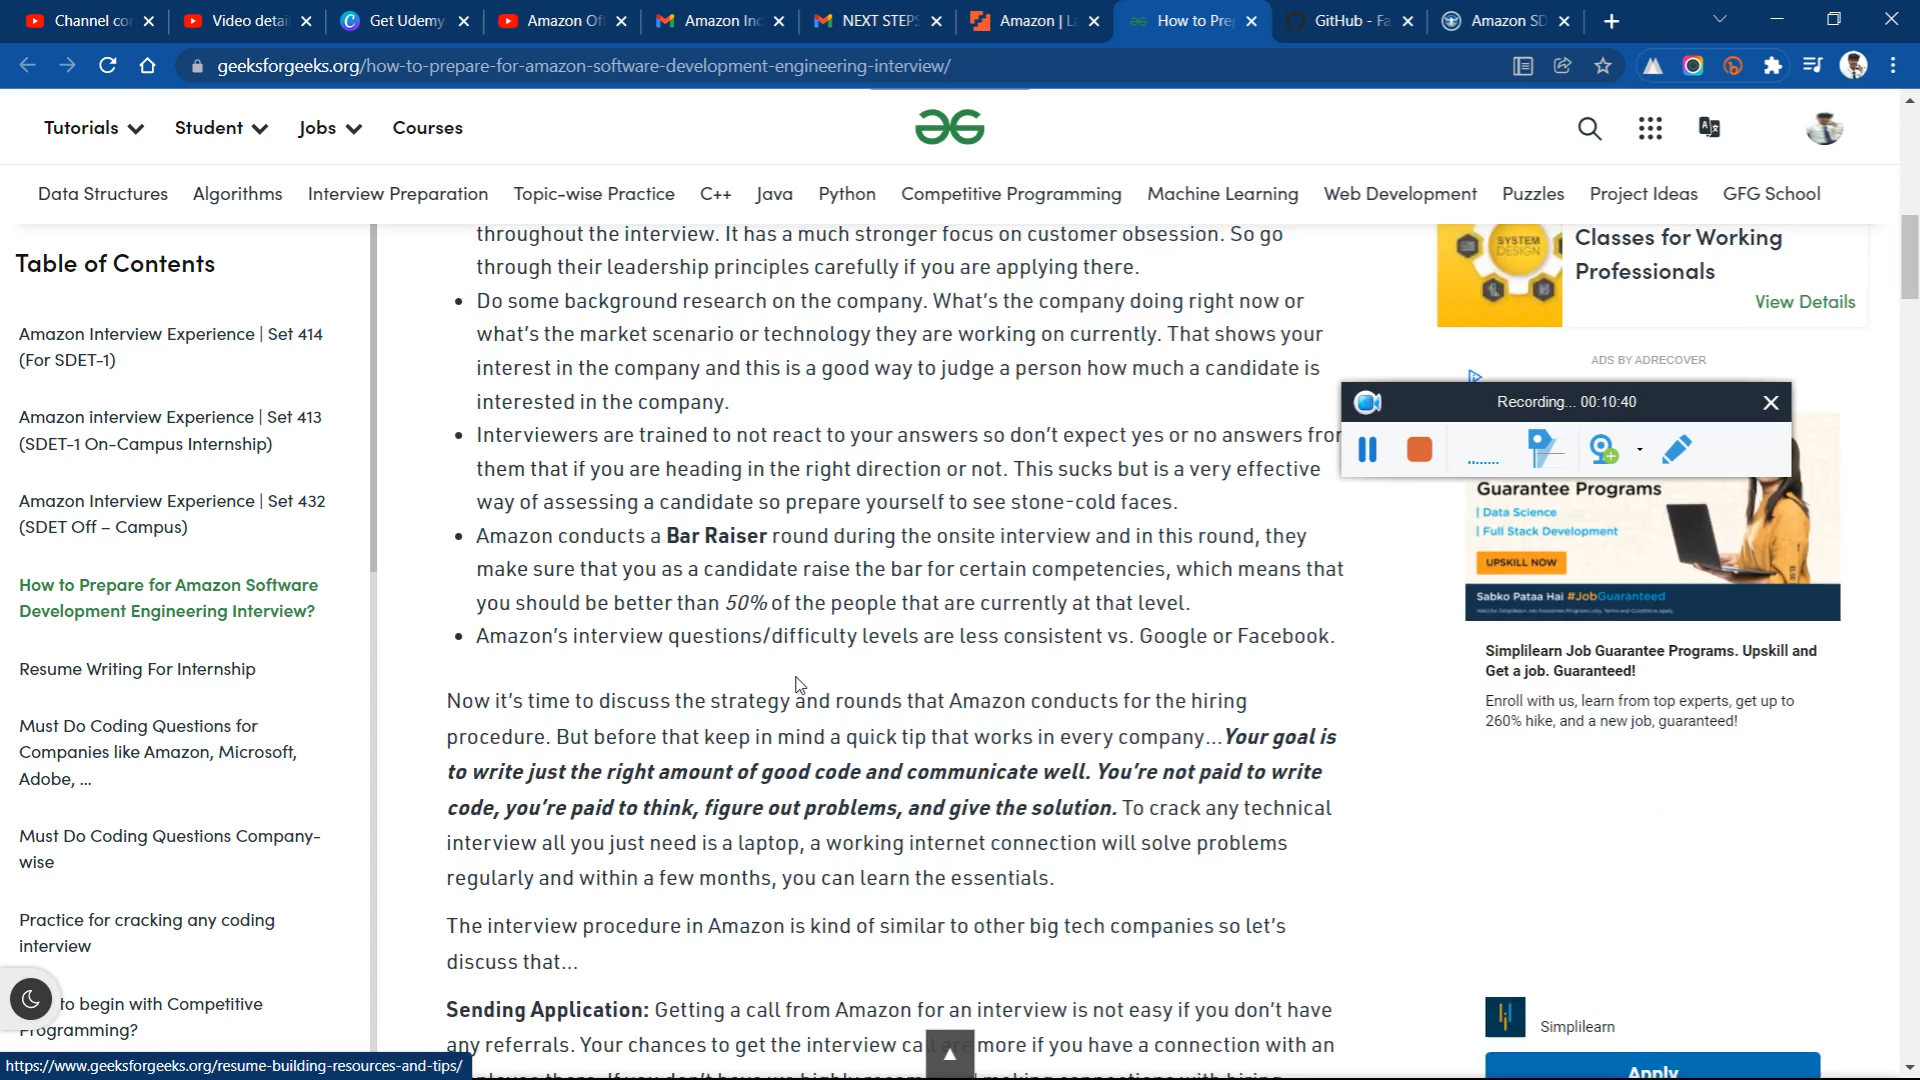 Channel co
Video detai
Get Udemy
Amazon Of
Amazon Inc
NEXT STEPS
Amazon | L
How to Pre
GitHub - Fa
Amazon SD
geeksforgeeks.org/how-to-prepare-for-amazon-software-development-engineering-interview/
Tutorials
Student
Jobs
Courses
Data Structures
Algorithms
Interview Preparation
Topic-wise Practice
C++
Java
Python
Competitive Programming
Machine Learning
Web Development
Puzzles
Project Ideas
GFG School
Table of Contents
Amazon Interview Experience | Set 414
(For SDET-1)
Amazon interview Experience | Set 413
(SDET-1 On-Campus Internship)
Amazon Interview Experience | Set 432
(SDET Off – Campus)
How to Prepare for Amazon Software
Development Engineering Interview?
Resume Writing For Internship
Must Do Coding Questions for
Companies like Amazon, Microsoft,
Adobe, ...
Must Do Coding Questions Company-
wise
Practice for cracking any coding
interview
to begin with Competitive
Programming?
https://www.geeksforgeeks.org/resume-building-resources-and-tips/
throughout the interview. It has a much stronger focus on customer obsession. So go
through their leadership principles carefully if you are applying there.
• Do some background research on the company. What's the company doing right now or
what's the market scenario or technology they are working on currently. That shows your
interest in the company and this is a good way to judge a person how much a candidate is
interested in the company.
• Interviewers are trained to not react to your answers so don't expect yes or no answers from
them that if you are heading in the right direction or not. This sucks but is a very effective
way of assessing a candidate so prepare yourself to see stone-cold faces.
• Amazon conducts a Bar Raiser round during the onsite interview and in this round, they
make sure that you as a candidate raise the bar for certain competencies, which means that
you should be better than 50% of the people that are currently at that level.
• Amazon's interview questions/difficulty levels are less consistent vs. Google or Facebook.
Now it's time to discuss the strategy and rounds that Amazon conducts for the hiring
procedure. But before that keep in mind a quick tip that works in every company...Your goal is
to write just the right amount of good code and communicate well. You're not paid to write
code, you're paid to think, figure out problems, and give the solution. To crack any technical
interview all you just need is a laptop, a working internet connection will solve problems
regularly and within a few months, you can learn the essentials.
The interview procedure in Amazon is kind of similar to other big tech companies so let's
discuss that...
Sending Application: Getting a call from Amazon for an interview is not easy if you don't have
any referrals. Your chances to get the interview ca more if you have a connection with an
SYSTEM
DESIGN
Classes for Working
Professionals
View Details
ADS BY ADRECOVER
Recording... 00:10:40
Guarantee Programs
| Data Science
| Full Stack Development
UPSKILL NOW
Sabko Pataa Hai #JobGuaranteed
Simplilearn Job Guarantee Programs. Upskill and
Get a job. Guaranteed!
Enroll with us, learn from top experts, get up to
260% hike, and a new job, guaranteed!
Simplilearn
Apply